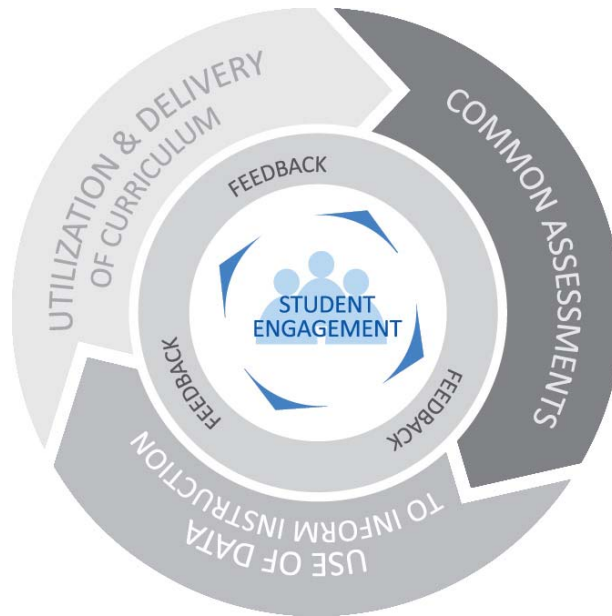 UTILIZATION & DELIVERY
OF CURRICULUM
COMMON ASSESSMENTS
USE OF DATA
TO INFORM INSTRUCTION
FEEDBACK
FEEDBACK
FEEDBACK
STUDENT
ENGAGEMENT